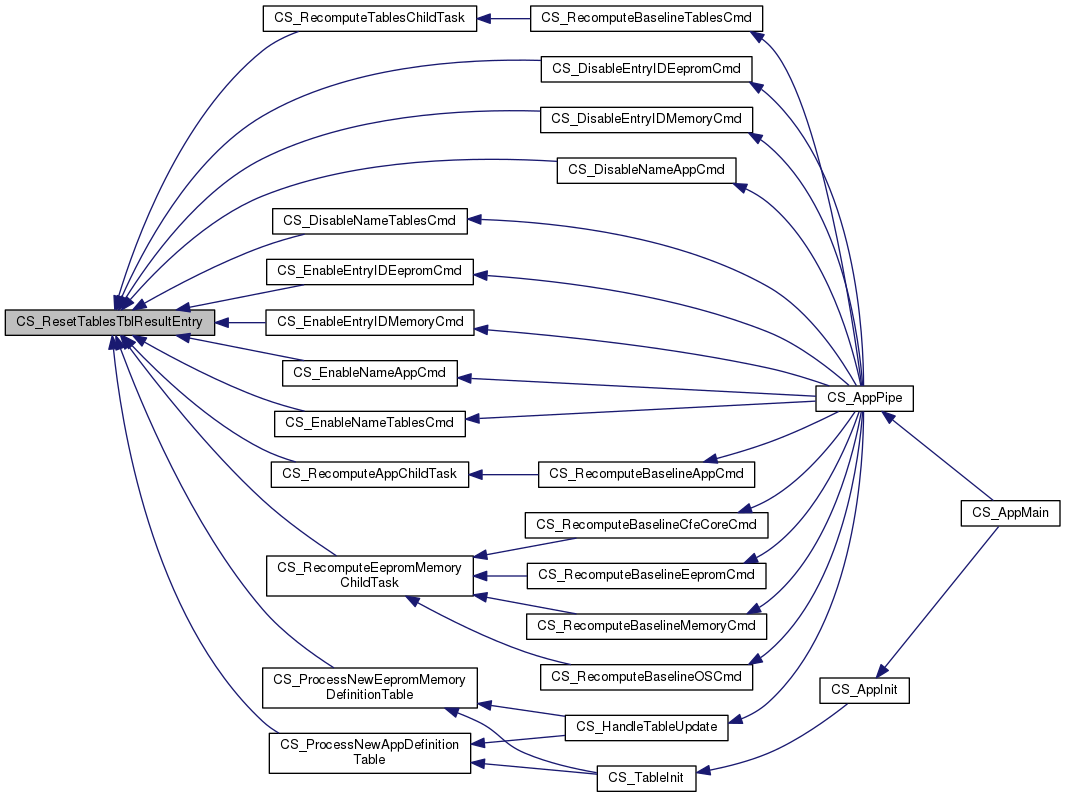 CS_RecomputeTablesChildTask
CS_RecomputeBaselineTablesCmd
CS_DisableEntryIDEepromCmd
CS_DisableEntryIDMemoryCmd
CS_DisableNameAppCmd
CS_DisableNameTablesCmd
CS_EnableEntryIDEepromCmd
CS_ResetTablesTblResultEntry
CS_EnableEntryIDMemoryCmd
CS_EnableNameAppCmd
CS_AppPipe
CS_EnableNameTablesCmd
CS_RecomputeAppChildTask
CS_RecomputeBaselineAppCmd
CS_AppMain
CS_RecomputeBaselineCfeCoreCmd
CS_RecomputeEepromMemory
ChildTask
CS_RecomputeBaselineEepromCmd
CS_RecomputeBaselineMemoryCmd
CS_RecomputeBaselineOSCmd
CS_ProcessNewEepromMemory
DefinitionTable
CS_AppInit
CS_HandleTableUpdate
CS_ProcessNewAppDefinition
Table
CS_TableInit